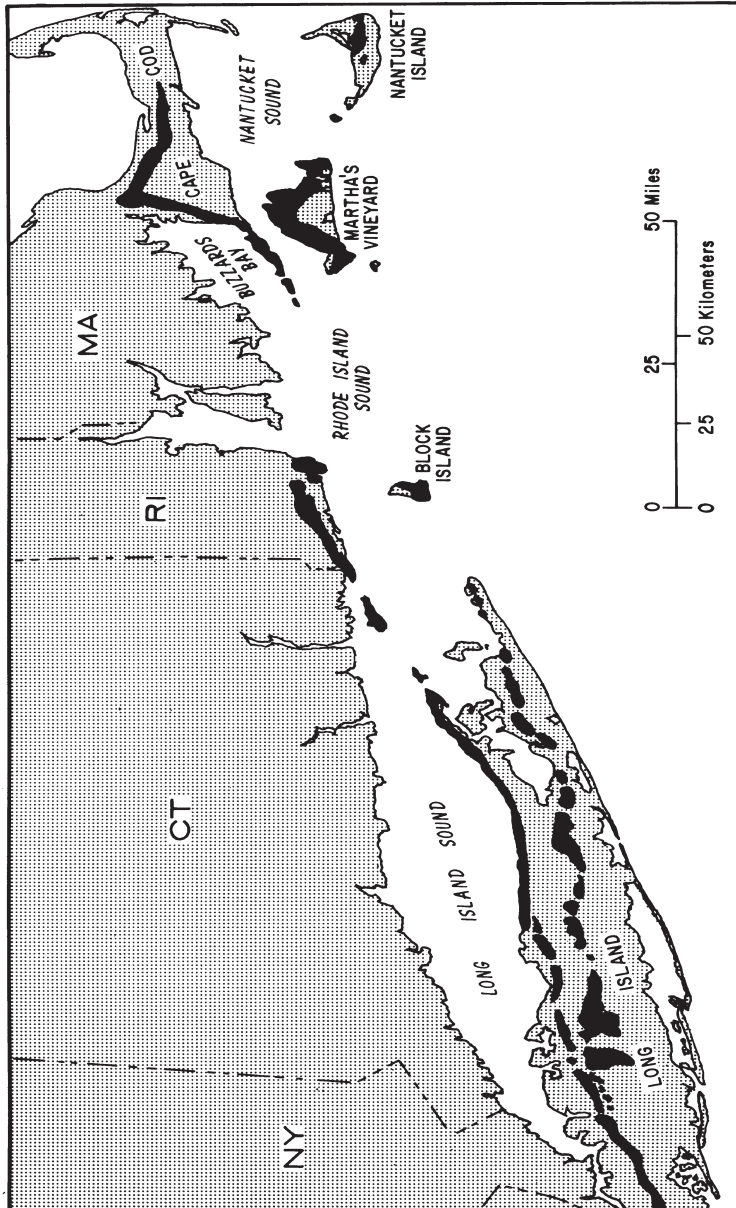 NY
CT
RI
MA
CAPE
COD
BUZZARDS
BAY
NANTUCKET
SOUND
NANTUCKET
ISLAND
MARTHA'S
VINEYARD
RHODE ISLAND
SOUND
BLOCK
ISLAND
LONG
ISLAND
SOUND
LONG
ISLAND
0 25 50 Miles
0 25 50 Kilometers